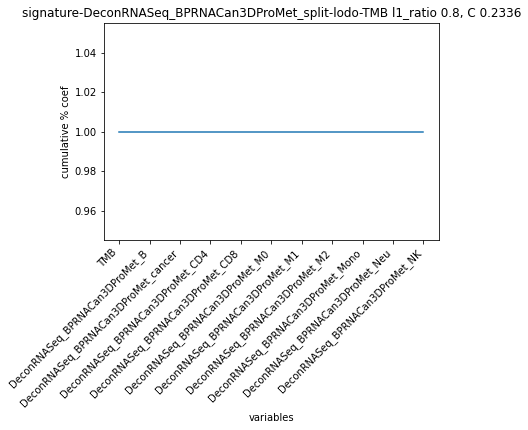 signature-DeconRNASeq_BPRNACan3DProMet_split-lodo-TMB l1_ratio 0.8, C 0.2336
1.04
1.02
1.00
0.98
0.96
cumulative % coef
TMB
DeconRNASeq_BPRNACan3DProMet_B
DeconRNASeq_BPRNACan3DProMet_cancer
DeconRNASeq_BPRNACan3DProMet_CD4
DeconRNASeq_BPRNACan3DProMet_CD8
DeconRNASeq_BPRNACan3DProMet_M0
DeconRNASeq_BPRNACan3DProMet_M1
DeconRNASeq_BPRNACan3DProMet_M2
DeconRNASeq_BPRNACan3DProMet_Mono
DeconRNASeq_BPRNACan3DProMet_Neu
DeconRNASeq_BPRNACan3DProMet_NK
variables